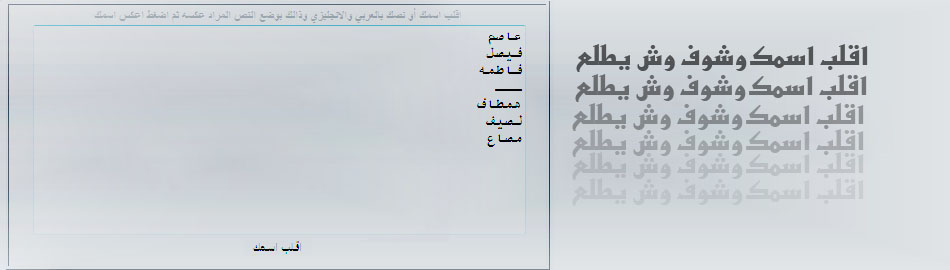 اقلب اسمك أو نصك بالعربي والانجليزي وذالك بوضع النص المراد عكسه ثم اضغط اعكس اسمك
عاصم
فيصل
فاطمه
ــــــ
همطاف
لصيف
مصاع
اقلب اسمك
اقلب اسمك وشوف وش يطلع
اقلب اسمك وشوف وش يطلع
اقلب اسمك وشوف وش يطلع
اقلب اسمك وشوف وش يطلع
اقلب اسمك وشوف وش يطلع
اقلب اسمك وشوف وش يطلع